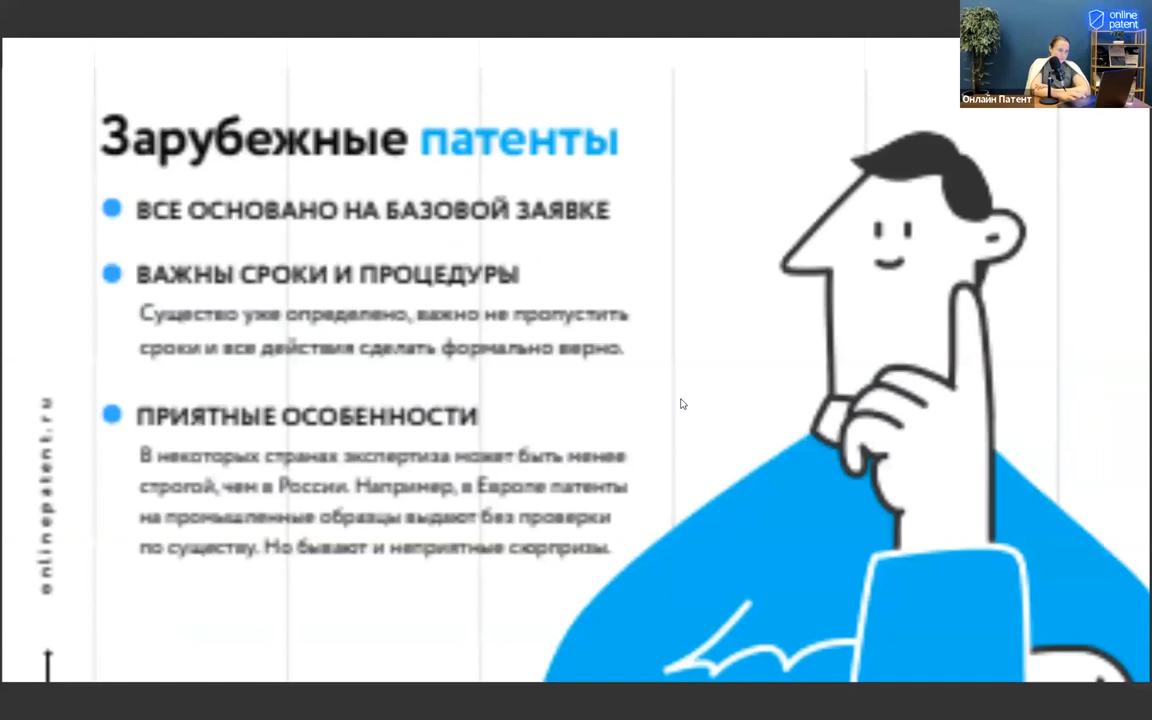 online
patent
Онлайн Патент
Зарубежные патенты
ВСЕ ОСНОВАНО НА БАЗОВОЙ ЗАЯВКЕ
ВАЖНЫ СРОКИ И ПРОЦЕДУРЫ
Существо уже определено, важно не пропустить
сроки и все действия сделать формально верно.
ПРИЯТНЫЕ ОСОБЕННОСТИ
В некоторых странах экспертиза может быть менее
строгой, чем в России. Например, в Европе патенты
на промышленные образцы выдают без проверки
по существу. Но бывают и неприятные сюрпризы.
onlinepatent.ru